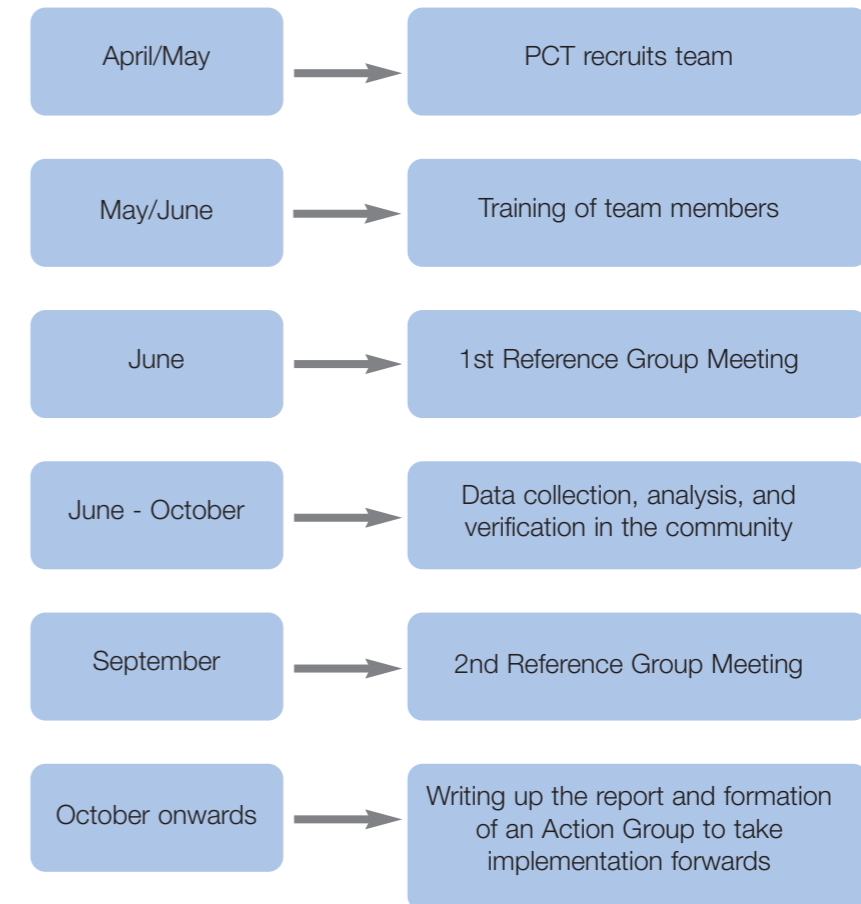 April/May
PCT recruits team
May/June
Training of team members
June
1st Reference Group Meeting
June - October
Data collection, analysis, and
verification in the community
September
2nd Reference Group Meeting
October onwards
Writing up the report and formation
of an Action Group to take
implementation forwards